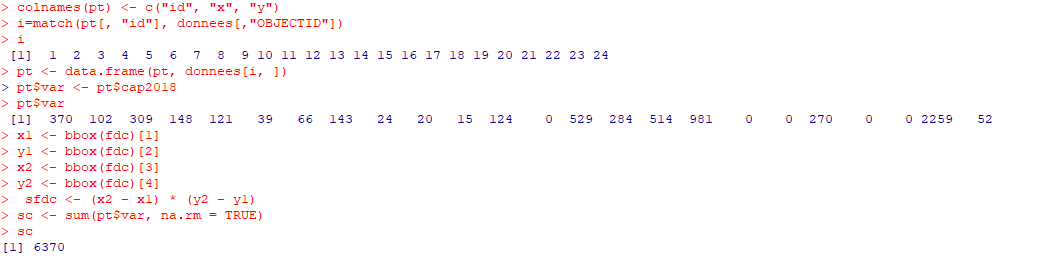 > colnames(pt) <- c("id", "x", "y")
> i=match(pt[, "id"], donnees[,"OBJECTID"])
> i
 [1]  1  2  3  4  5  6  7  8  9 10 11 12 13 14 15 16 17 18 19 20 21 22 23 24
> pt <- data.frame(pt, donnees[i, ])
> pt$var <- pt$cap2018
> pt$var
 [1]  370  102  309  148  121   39   66  143   24   20   15  124    0  529  284  514  981    0    0  270    0    0 2259   52
> x1 <- bbox(fdc)[1]
> y1 <- bbox(fdc)[2]
> x2 <- bbox(fdc)[3]
> y2 <- bbox(fdc)[4]
>  sfdc <- (x2 - x1) * (y2 - y1)
> sc <- sum(pt$var, na.rm = TRUE)
> sc
[1] 6370